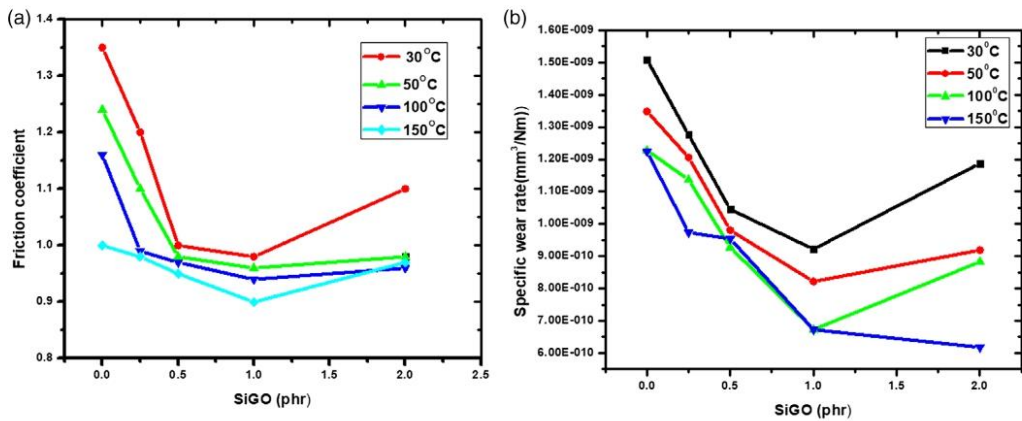 (a)
1.4
1.3
1.2
1.1
1.0
0.9
0.8
Friction coefficient
30°C
50°C
100°C
150°C
0.0 0.5 1.0 1.5 2.0 2.5
SiGO (phr)
(b)
1.60E-009
1.50E-009
1.40E-009
1.30E-009
1.20E-009
1.10E-009
1.00E-009
9.00E-010
8.00E-010
7.00E-010
6.00E-010
Specific wear rate(mm³/Nm))
30⁰C
50⁰C
100⁰C
150⁰C
0.0 0.5 1.0 1.5 2.0
SiGO (phr)